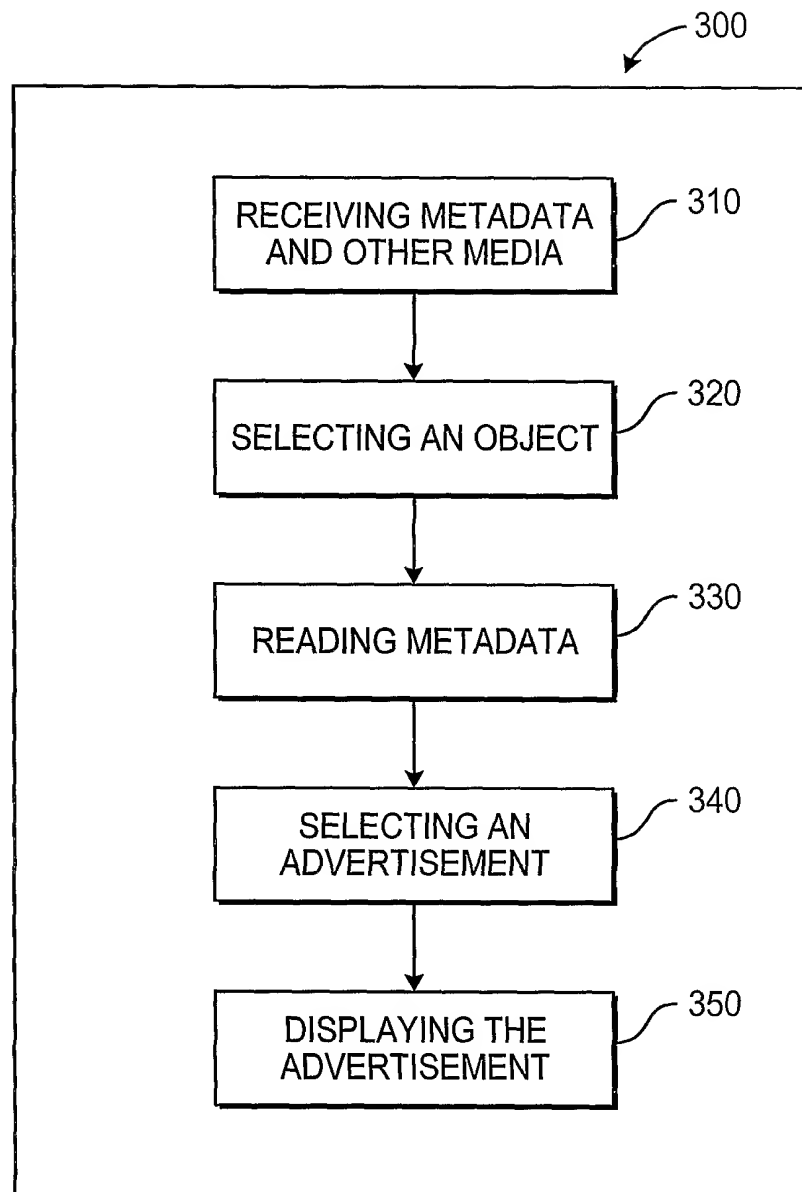 300
RECEIVING METADATA
AND OTHER MEDIA
310
SELECTING AN OBJECT
320
READING METADATA
330
SELECTING AN
ADVERTISEMENT
340
DISPLAYING THE
ADVERTISEMENT
350